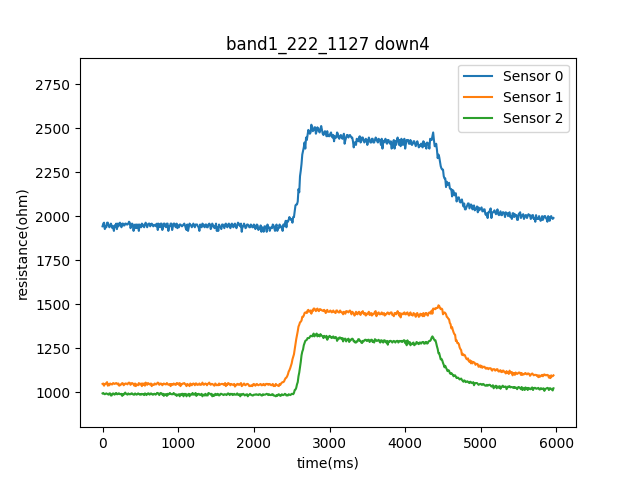 band1_222_1127 down4
Sensor 0
Sensor 1
Sensor 2
resistance(ohm)
2750
2500
2250
2000
1750
1500
1250
1000
0 1000 2000 3000 4000 5000 6000
time(ms)